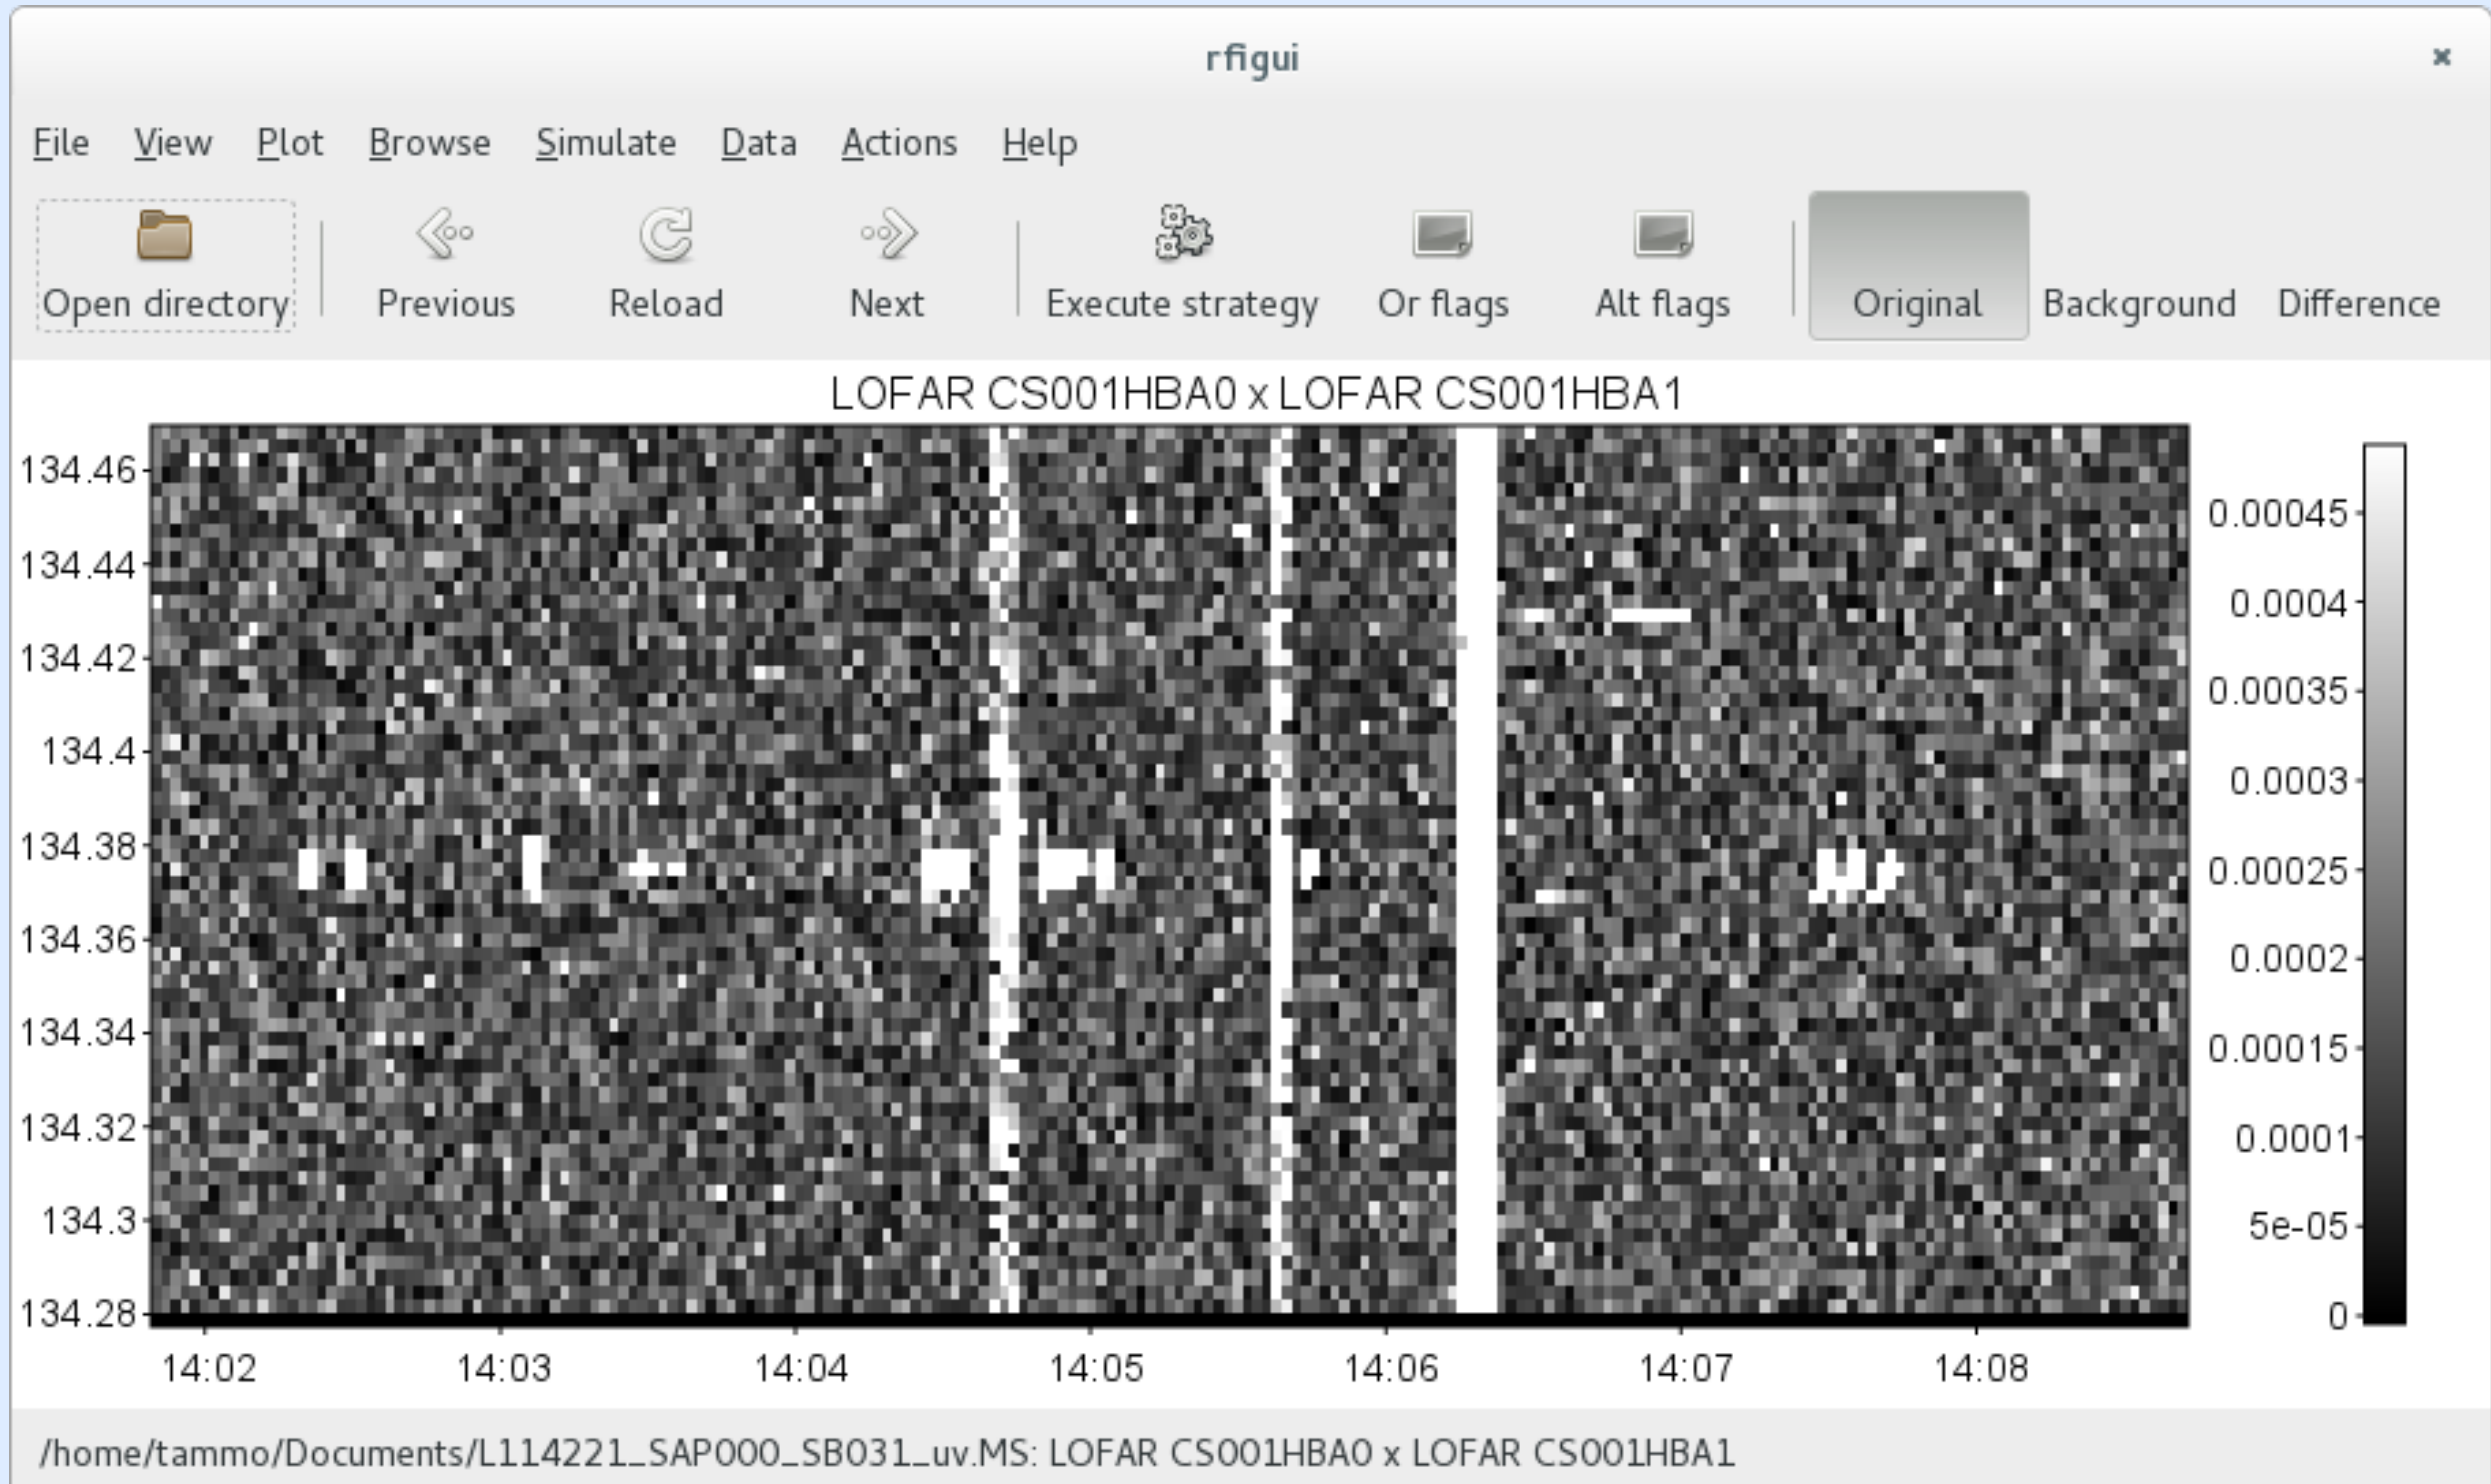 rfigui
File View Plot Browse Simulate Data Actions Help
Open directory Previous Reload Next Execute strategy Or flags Alt flags Original Background Difference
LOFAR CS001HBA0 x LOFAR CS001HBA1
134.46
134.44
134.42
134.4
134.38
134.36
134.34
134.32
134.3
134.28
0.00045
0.0004
0.00035
0.0003
0.00025
0.0002
0.00015
0.0001
5e-05
0
14:02 14:03 14:04 14:05 14:06 14:07 14:08
/home/tammo/Documents/L114221_SAP000_SB031_uv.MS: LOFAR CS001HBA0 x LOFAR CS001HBA1